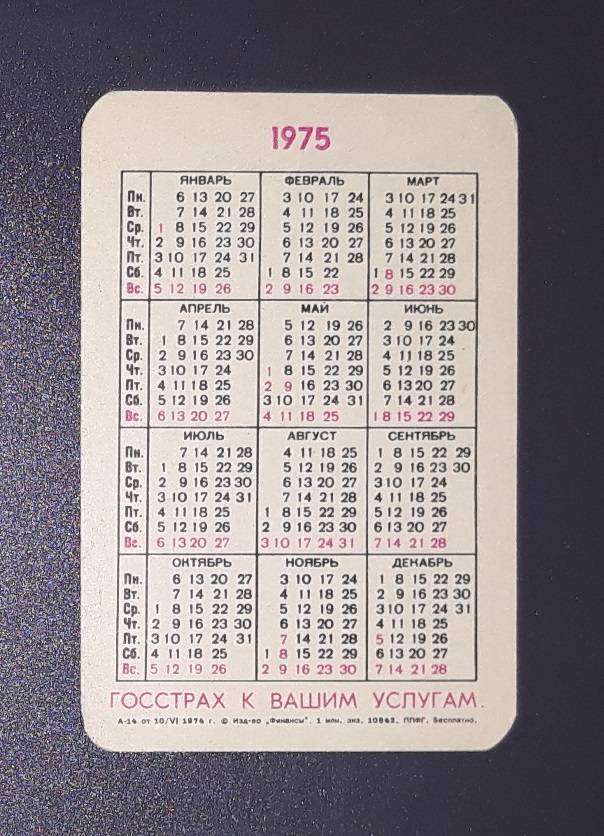 1975
ЯНВАРЬ ФЕВРАЛЬ МАРТ
Пн. 6 13 20 27 3 10 17 24 3 10 17 24 31
Вт. 7 14 21 28 4 11 18 25 4 11 18 25
Ср. 1 8 15 22 29 5 12 19 26 5 12 19 26
Чт. 2 9 16 23 30 6 13 20 27 6 13 20 27
Пт. 3 10 17 24 31 7 14 21 28 7 14 21 28
Сб. 4 11 18 25 1 8 15 22 1 8 15 22 29
Вс. 5 12 19 26 2 9 16 23 2 9 16 23 30
АПРЕЛЬ МАЙ ИЮНЬ
Пн. 7 14 21 28 5 12 19 26 2 9 16 23 30
Вт. 1 8 15 22 29 6 13 20 27 3 10 17 24
Ср. 2 9 16 23 30 7 14 21 28 4 11 18 25
Чт. 3 10 17 24 1 8 15 22 29 5 12 19 26
Пт. 4 11 18 25 2 9 16 23 30 6 13 20 27
Сб. 5 12 19 26 3 10 17 24 31 7 14 21 28
Вс. 6 13 20 27 4 11 18 25 1 8 15 22 29
ИЮЛЬ АВГУСТ СЕНТЯБРЬ
Пн. 7 14 21 28 4 11 18 25 1 8 15 22 29
Вт. 1 8 15 22 29 5 12 19 26 2 9 16 23 30
Ср. 2 9 16 23 30 6 13 20 27 3 10 17 24
Чт. 3 10 17 24 31 7 14 21 28 4 11 18 25
Пт. 4 11 18 25 1 8 15 22 29 5 12 19 26
Сб. 5 12 19 26 2 9 16 23 30 6 13 20 27
Вс. 6 13 20 27 3 10 17 24 31 7 14 21 28
ОКТЯБРЬ НОЯБРЬ ДЕКАБРЬ
Пн. 6 13 20 27 3 10 17 24 1 8 15 22 29
Вт. 7 14 21 28 4 11 18 25 2 9 16 23 30
Ср. 1 8 15 22 29 5 12 19 26 3 10 17 24 31
Чт. 2 9 16 23 30 6 13 20 27 4 11 18 25
Пт. 3 10 17 24 31 7 14 21 28 5 12 19 26
Сб. 4 11 18 25 1 8 15 22 29 6 13 20 27
Вс. 5 12 19 26 2 9 16 23 30 7 14 21 28
ГОССТРАХ К ВАШИМ УСЛУГАМ.
А-14 от 10/VI 1974 г. © Изд-во „Финансы". 1 млн. экз. 10843. ППФГ. Бесплатно.